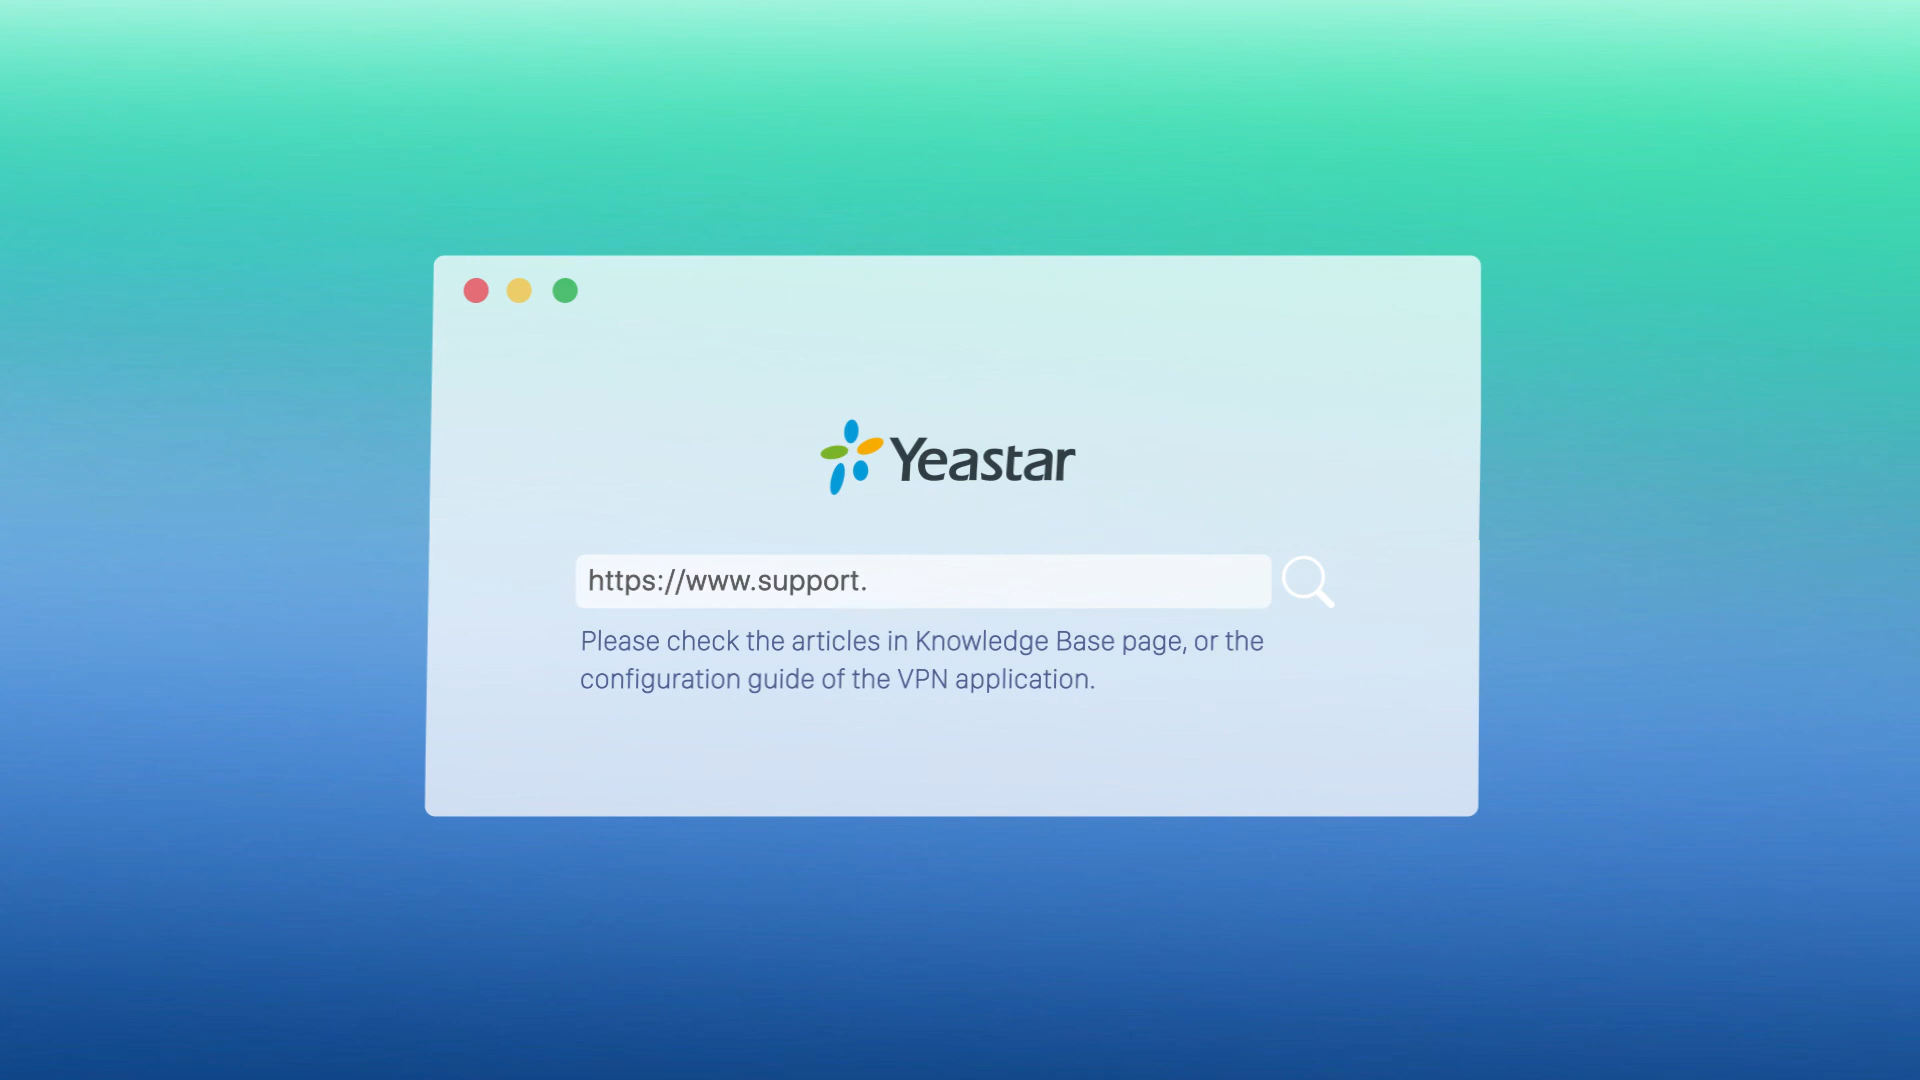 Yeastar
https://www.support.
Please check the articles in Knowledge Base page, or the
configuration guide of the VPN application.